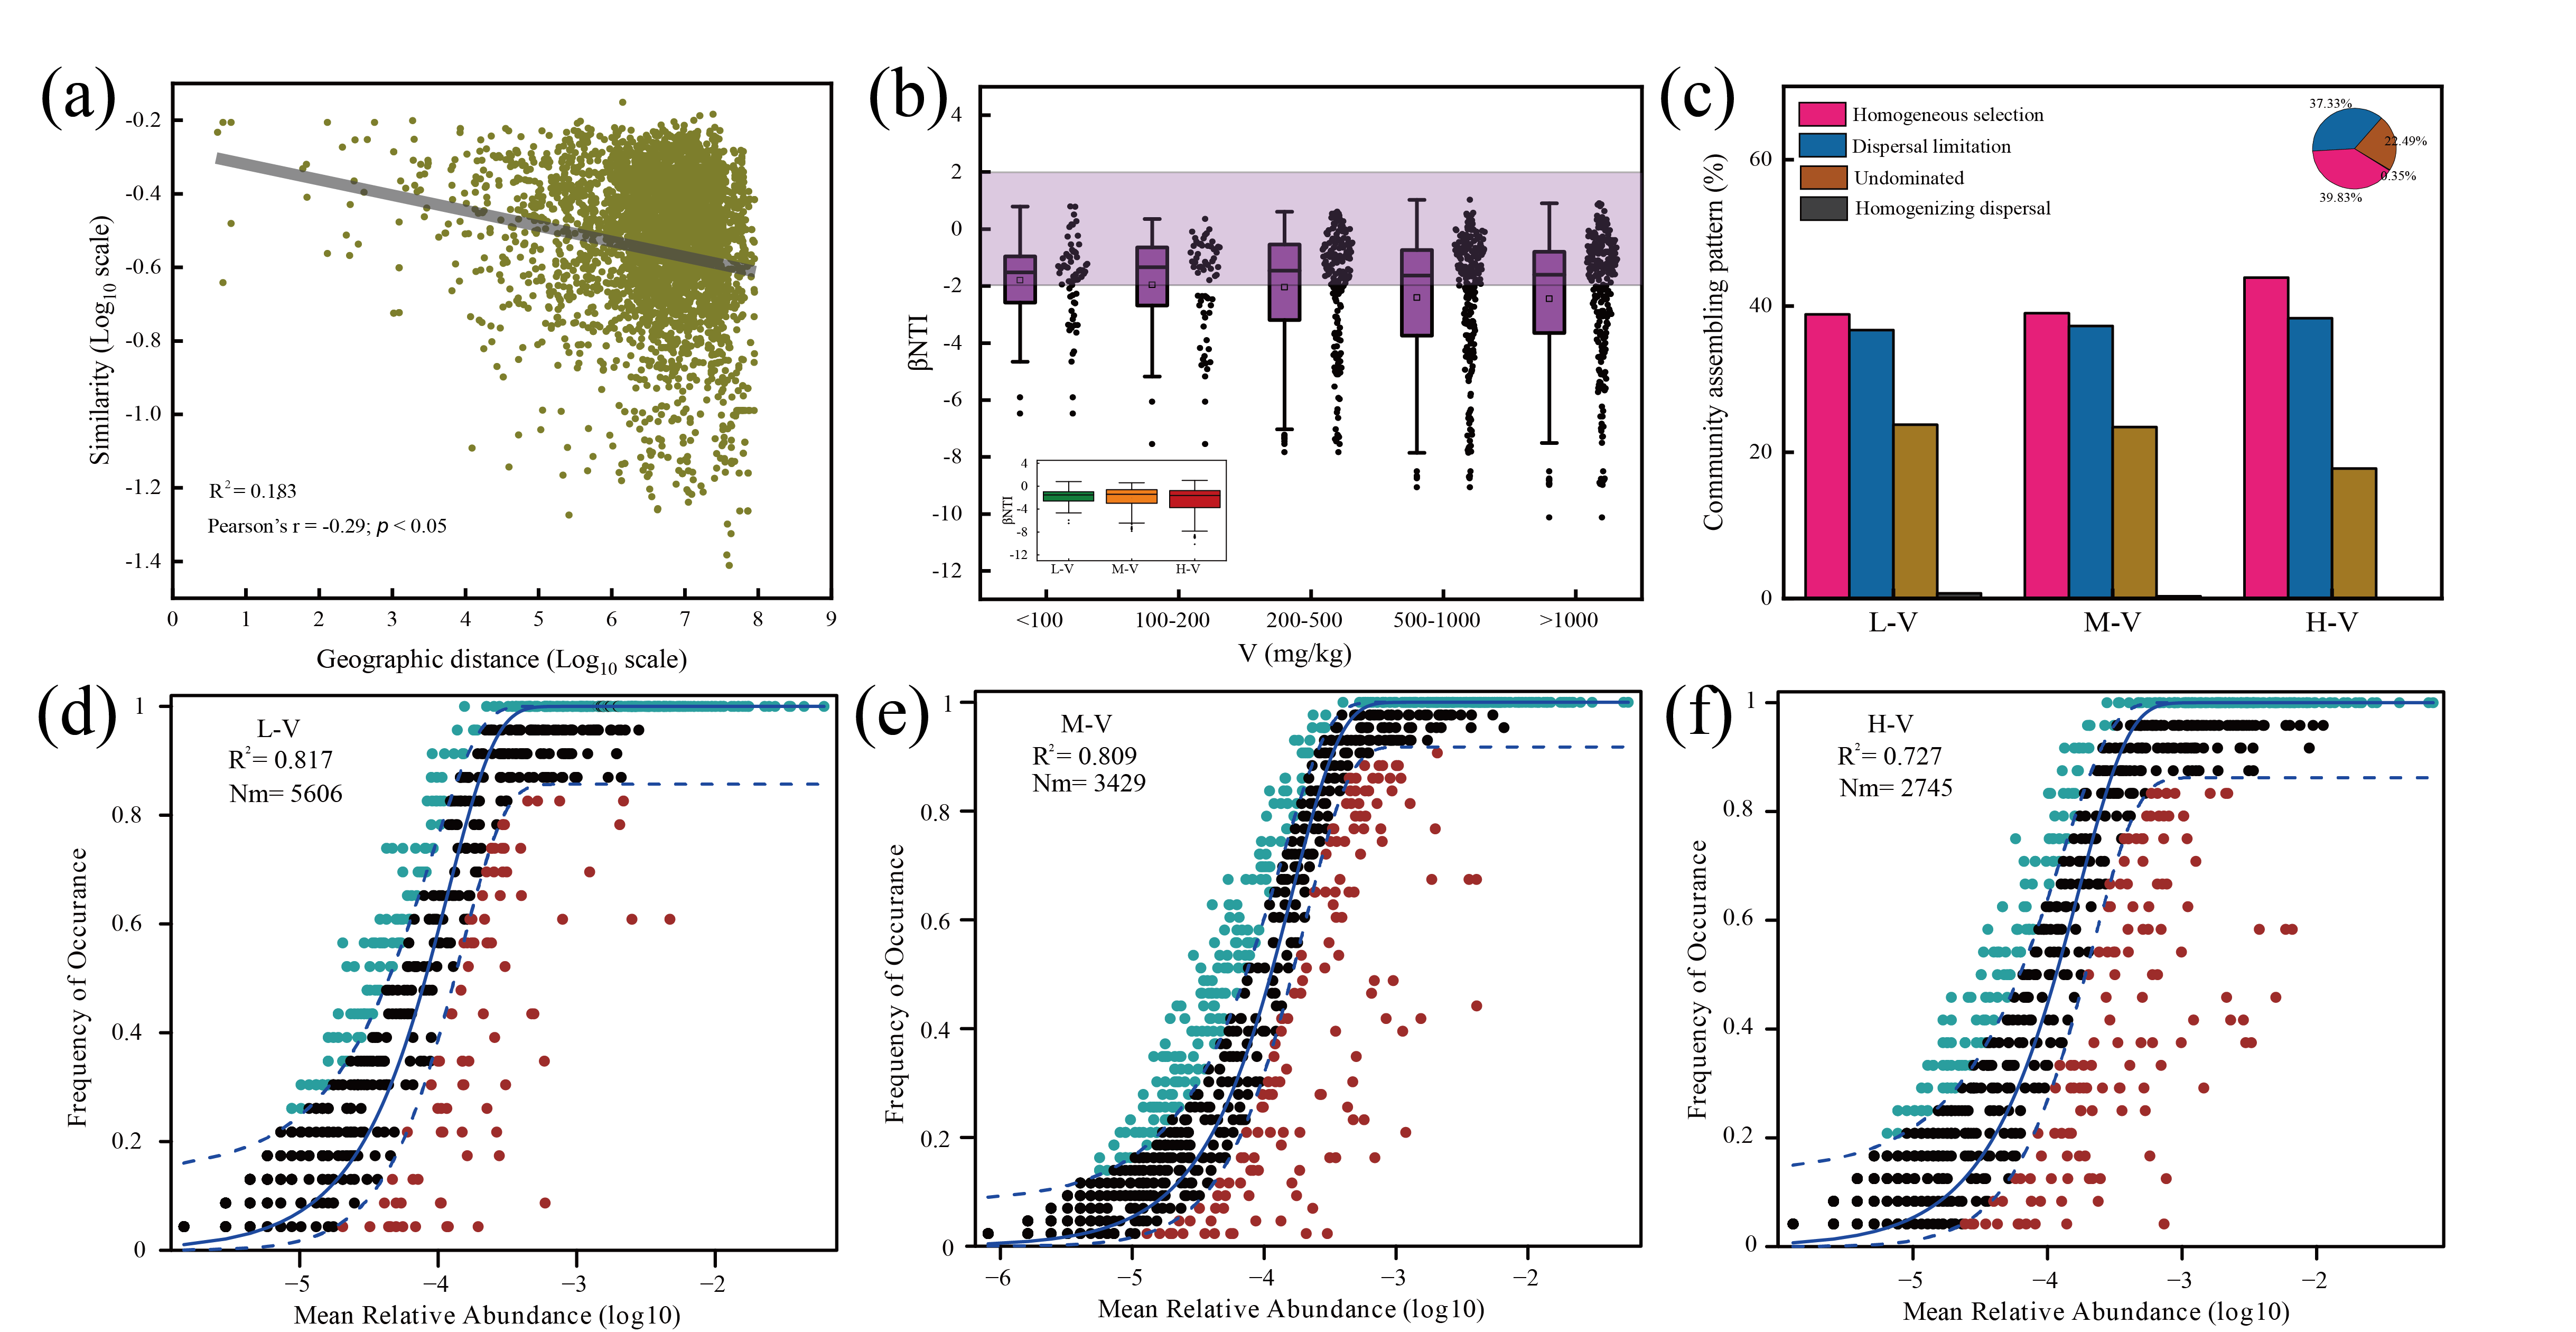 (a)
-0.2
-0.4
-0.6
-0.8
-1.0
-1.2
-1.4
Similarity (Log10 scale)
R2= 0.183
Pearson's r = -0.29; p < 0.05
0 1 2 3 4 5 6 7 8 9
Geographic distance (Log10 scale)
(b)
4
2
0
-2
-4
-6
-8
-10
-12
βNTI
4
0
-4
-8
-12
βNTI
L-V M-V H-V
<100 100-200 200-500 500-1000 >1000
V (mg/kg)
(c)
60
40
20
0
Community assembling pattern (%)
Homogeneous selection
Dispersal limitation
Undominated
Homogenizing dispersal
37.33%
22.49%
0.35%
39.83%
L-V M-V H-V
(d)
1
0.8
0.6
0.4
0.2
0
Frequency of Occurance
L-V
R2= 0.817
Nm= 5606
−5 −4 −3 −2
Mean Relative Abundance (log10)
(e)
1
0.8
0.6
0.4
0.2
0
Frequency of Occurance
M-V
R2= 0.809
Nm= 3429
−6 −5 −4 −3 −2
Mean Relative Abundance (log10)
(f)
1
0.8
0.6
0.4
0.2
0
Frequency of Occurance
H-V
R2= 0.727
Nm= 2745
−5 −4 −3 −2
Mean Relative Abundance (log10)